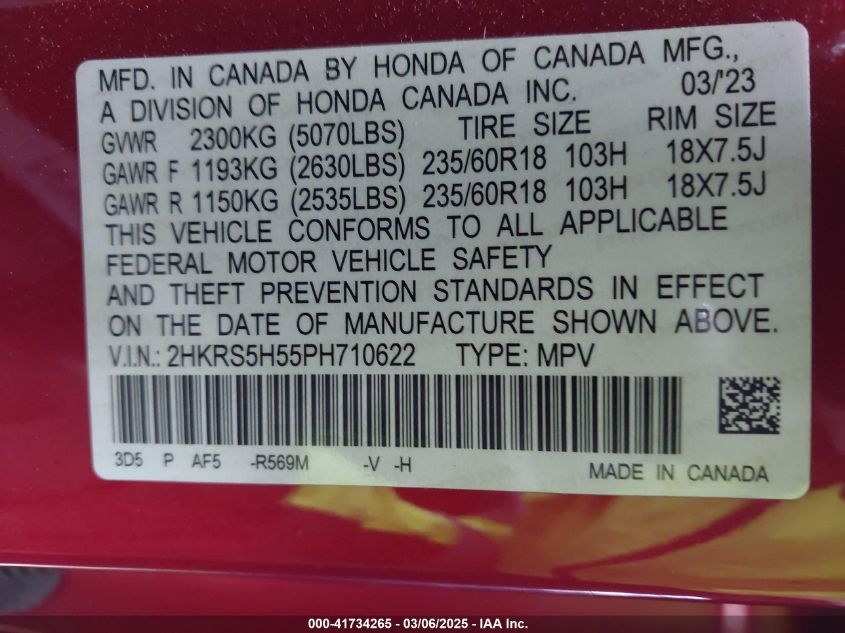 MFD. IN CANADA BY HONDA OF CANADA MFG.,
A DIVISION OF HONDA CANADA INC. 03/'23
GVWR 2300KG (5070LBS) TIRE SIZE RIM SIZE
GAWR F 1193KG (2630LBS) 235/60R18 103H 18X7.5J
GAWR R 1150KG (2535LBS) 235/60R18 103H 18X7.5J
THIS VEHICLE CONFORMS TO ALL APPLICABLE
FEDERAL MOTOR VEHICLE SAFETY
AND THEFT PREVENTION STANDARDS IN EFFECT
ON THE DATE OF MANUFACTURE SHOWN ABOVE.
V.I.N.: 2HKRS5H55PH710622 TYPE: MPV
3D5 P AF5 -R569M -V -H
MADE IN CANADA
000-41734265 - 03/06/2025 - IAA Inc.